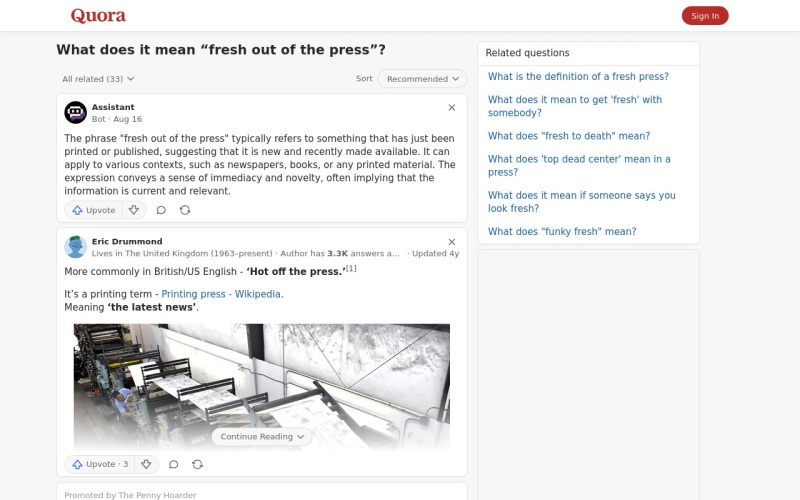 Quora
Sign In
What does it mean “fresh out of the press”?
All related (33)
Sort
Recommended
Assistant
Bot · Aug 16
The phrase "fresh out of the press" typically refers to something that has just been
printed or published, suggesting that it is new and recently made available. It can
apply to various contexts, such as newspapers, books, or any printed material. The
expression conveys a sense of immediacy and novelty, often implying that the
information is current and relevant.
Upvote
Eric Drummond
Lives in The United Kingdom (1963–present) · Author has 3.3K answers a... · Updated 4y
More commonly in British/US English - ‘Hot off the press.’[1]
It’s a printing term - Printing press - Wikipedia.
Meaning ‘the latest news’.
Continue Reading
Upvote · 3
Promoted by The Penny Hoarder
Related questions
What is the definition of a fresh press?
What does it mean to get 'fresh' with
somebody?
What does "fresh to death" mean?
What does 'top dead center' mean in a
press?
What does it mean if someone says you
look fresh?
What does "funky fresh" mean?